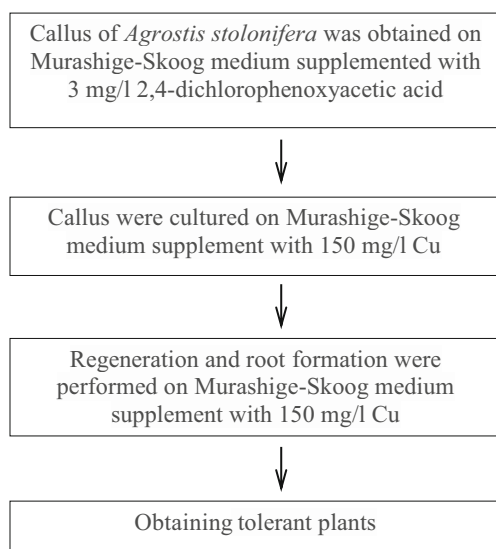 Callus of Agrostis stolonifera was obtained on
Murashige-Skoog medium supplemented with
3 mg/l 2,4-dichlorophenoxyacetic acid
Callus were cultured on Murashige-Skoog
medium supplement with 150 mg/l Cu
Regeneration and root formation were
performed on Murashige-Skoog medium
supplement with 150 mg/l Cu
Obtaining tolerant plants